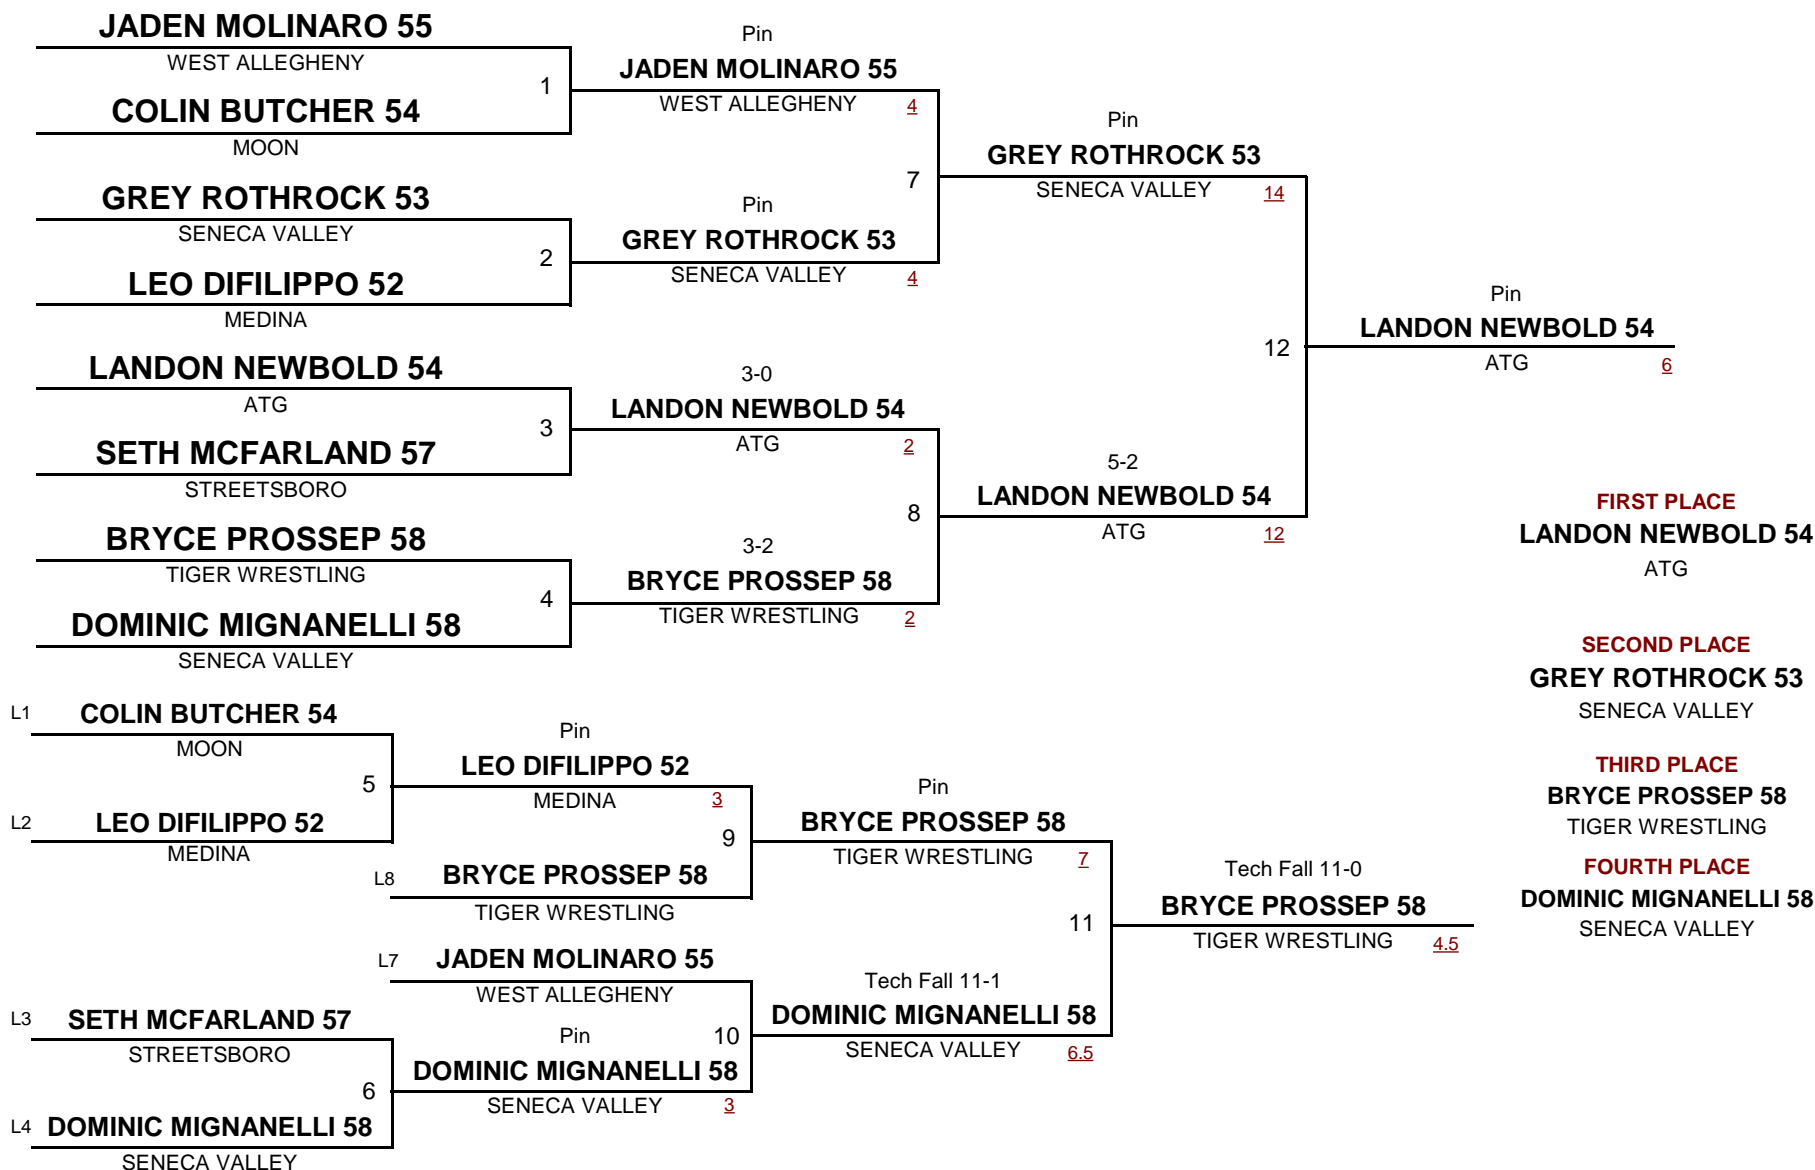 JADEN MOLINARO 55
WEST ALLEGHENY
1
COLIN BUTCHER 54
MOON
Pin
JADEN MOLINARO 55
WEST ALLEGHENY
4
GREY ROTHROCK 53
SENECA VALLEY
2
LEO DIFILIPPO 52
MEDINA
Pin
GREY ROTHROCK 53
SENECA VALLEY
4
7
Pin
GREY ROTHROCK 53
SENECA VALLEY
14
LANDON NEWBOLD 54
ATG
3
SETH MCFARLAND 57
STREETSBORO
3-0
LANDON NEWBOLD 54
ATG
2
BRYCE PROSSEP 58
TIGER WRESTLING
4
DOMINIC MIGNANELLI 58
SENECA VALLEY
3-2
BRYCE PROSSEP 58
TIGER WRESTLING
2
8
5-2
LANDON NEWBOLD 54
ATG
12
12
Pin
LANDON NEWBOLD 54
ATG
6
L1
COLIN BUTCHER 54
MOON
5
L2
LEO DIFILIPPO 52
MEDINA
Pin
LEO DIFILIPPO 52
MEDINA
3
9
L8
BRYCE PROSSEP 58
TIGER WRESTLING
Pin
BRYCE PROSSEP 58
TIGER WRESTLING
7
L7
JADEN MOLINARO 55
WEST ALLEGHENY
10
L3
SETH MCFARLAND 57
STREETSBORO
6
L4
DOMINIC MIGNANELLI 58
SENECA VALLEY
Pin
DOMINIC MIGNANELLI 58
SENECA VALLEY
3
Tech Fall 11-1
DOMINIC MIGNANELLI 58
SENECA VALLEY
6.5
11
Tech Fall 11-0
BRYCE PROSSEP 58
TIGER WRESTLING
4.5
FIRST PLACE
LANDON NEWBOLD 54
ATG
SECOND PLACE
GREY ROTHROCK 53
SENECA VALLEY
THIRD PLACE
BRYCE PROSSEP 58
TIGER WRESTLING
FOURTH PLACE
DOMINIC MIGNANELLI 58
SENECA VALLEY